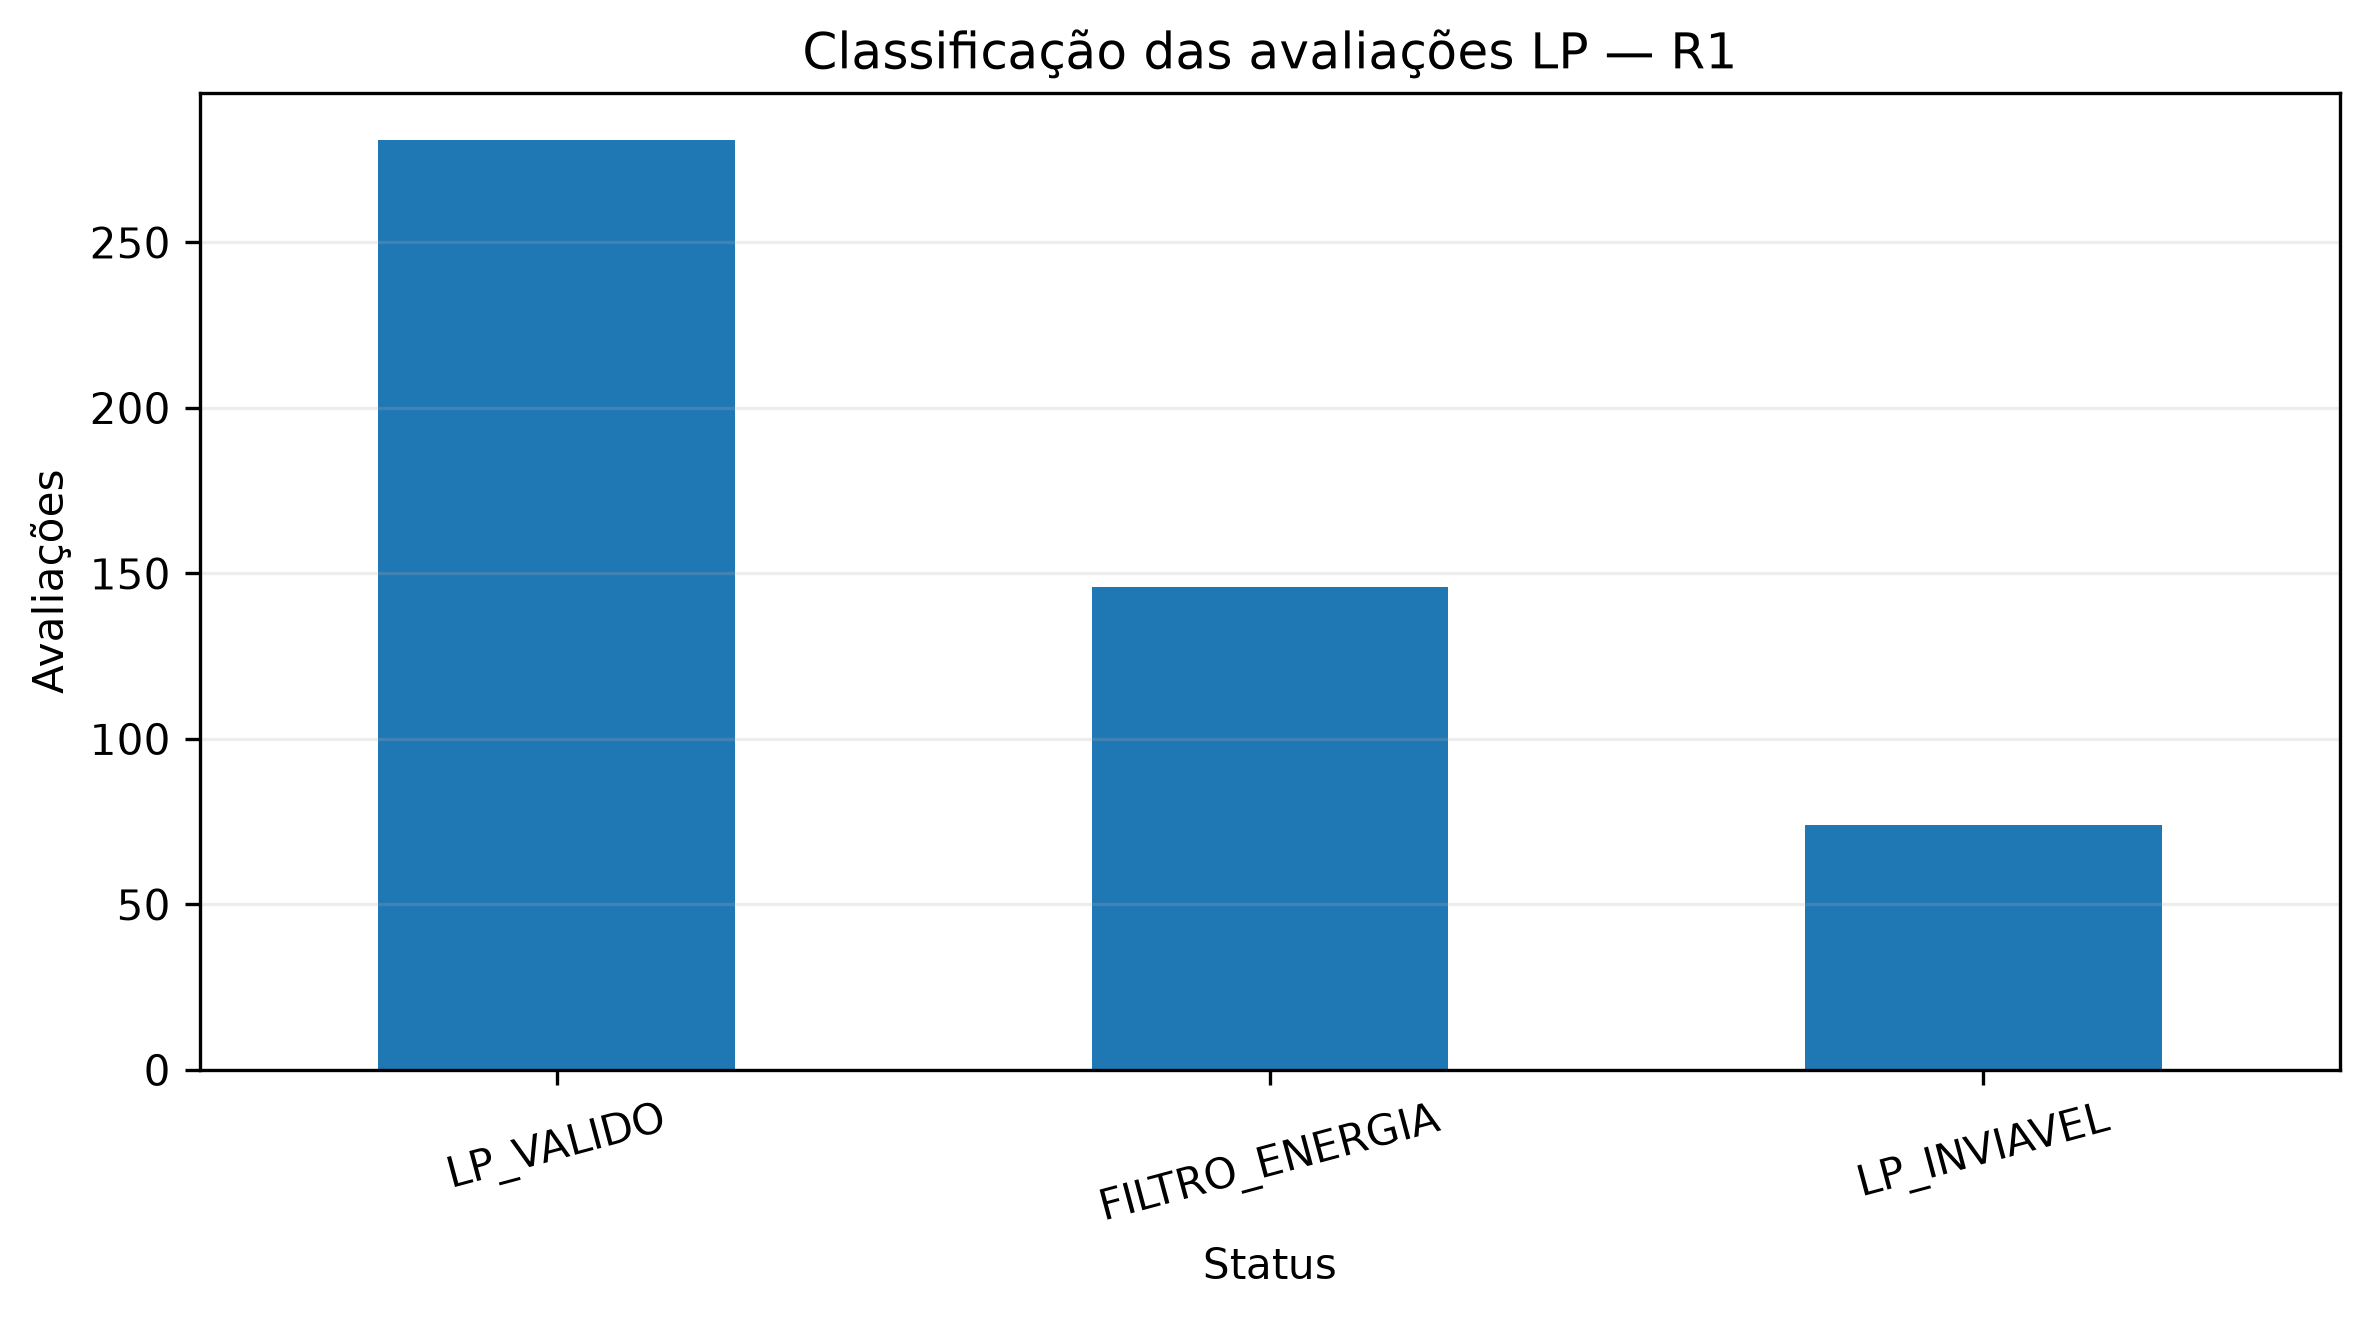 Classificação das avaliações LP — R1
Avaliações
250
200
150
100
50
0
LP_VALIDO
FILTRO_ENERGIA
LP_INVIAVEL
Status